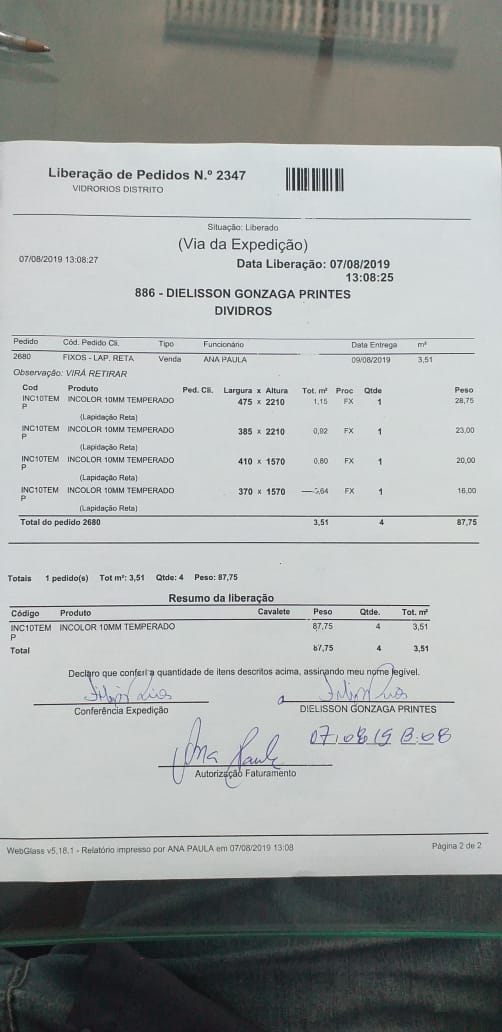 Liberação de Pedidos N.º 2347
VIDRORIOS DISTRITO
Situação: Liberado
(Via da Expedição)
07/08/2019 13:08:27
Data Liberação: 07/08/2019
13:08:25
886 - DIELISSON GONZAGA PRINTES
DIVIDROS
Pedido Cód. Pedido Cli. Tipo Funcionário Data Entrega m²
2680 FIXOS - LAP. RETA Venda ANA PAULA 09/08/2019 3,51
Observação: VIRÁ RETIRAR
Cod Produto Ped. Cli. Largura x Altura Tot. m² Proc Qtde Peso
INC10TEM INCOLOR 10MM TEMPERADO 475 x 2210 1,15 FX 1 28,75
P
(Lapidação Reta)
INC10TEM INCOLOR 10MM TEMPERADO 385 x 2210 0,92 FX 1 23,00
P
(Lapidação Reta)
INC10TEM INCOLOR 10MM TEMPERADO 410 x 1570 0,80 FX 1 20,00
P
(Lapidação Reta)
INC10TEM INCOLOR 10MM TEMPERADO 370 x 1570 FX 1 16,00
P
(Lapidação Reta)
Total do pedido 2680 3,51 4 87,75
Totais 1 pedido(s) Tot m²: 3,51 Qtde: 4 Peso: 87,75
Resumo da liberação
Código Produto Cavalete Peso Qtde. Tot. m²
INC10TEM INCOLOR 10MM TEMPERADO 87,75 4 3,51
P
Total 87,75 4 3,51
Declaro que conferi a quantidade de itens descritos acima, assinando meu nome legível.
Conferência Expedição
DIELISSON GONZAGA PRINTES
Ana Paula
07.08.19
Autorização Faturamento
WebGlass v5.18.1 - Relatório impresso por ANA PAULA em 07/08/2019 13:08
Página 2 de 2